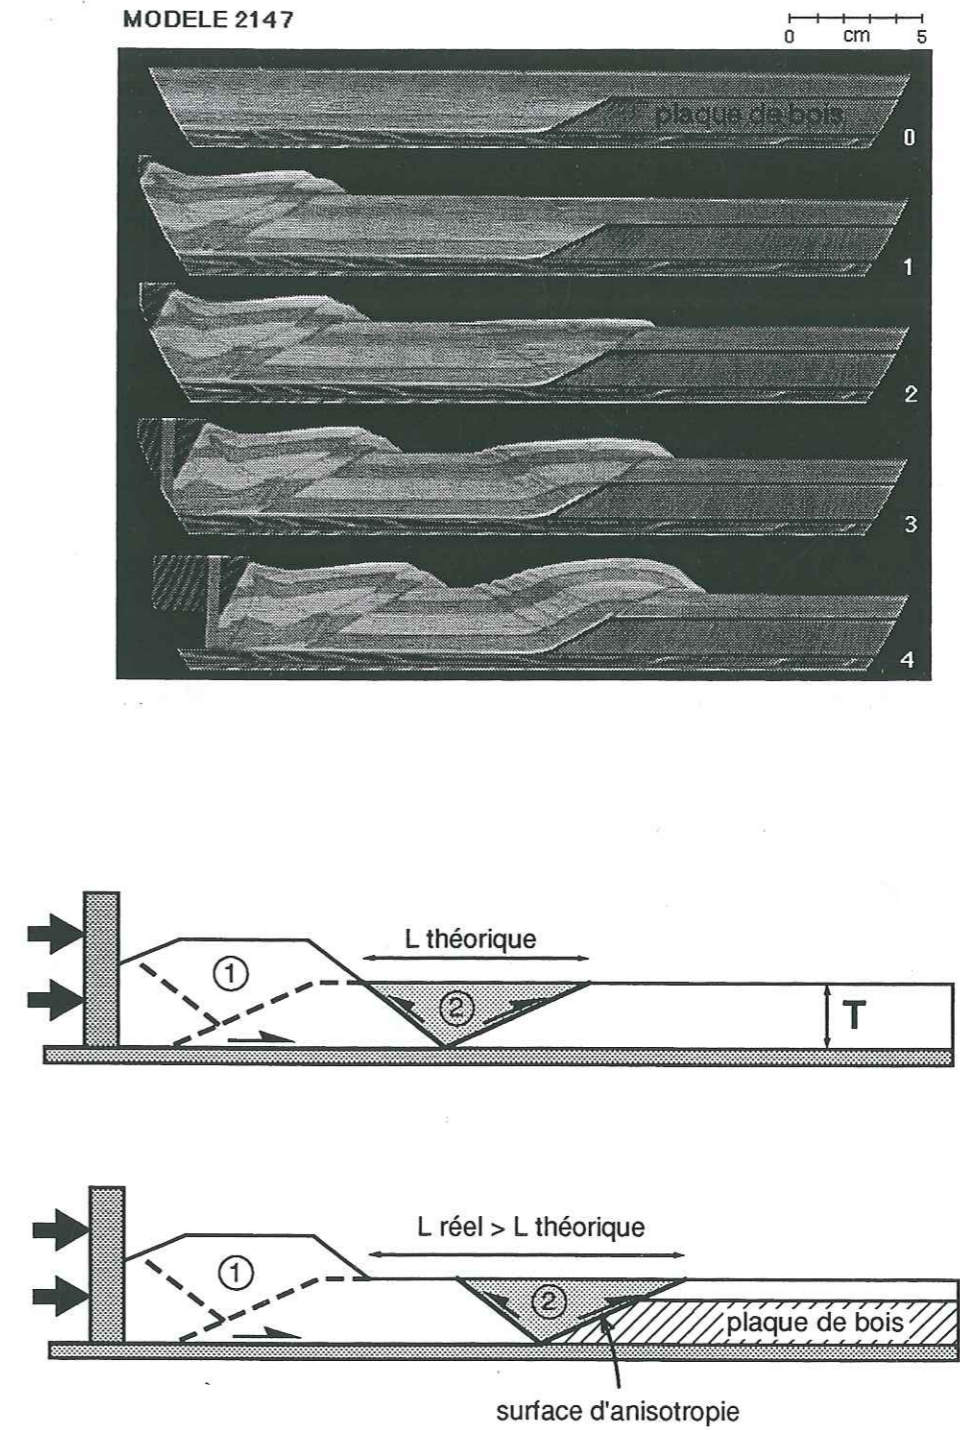 MODELE 2147
0 cm 5
plaque de bois
0
1
2
3
4
L théorique
1
2
T
L réel > L théorique
1
2
plaque de bois
surface d'anisotropie